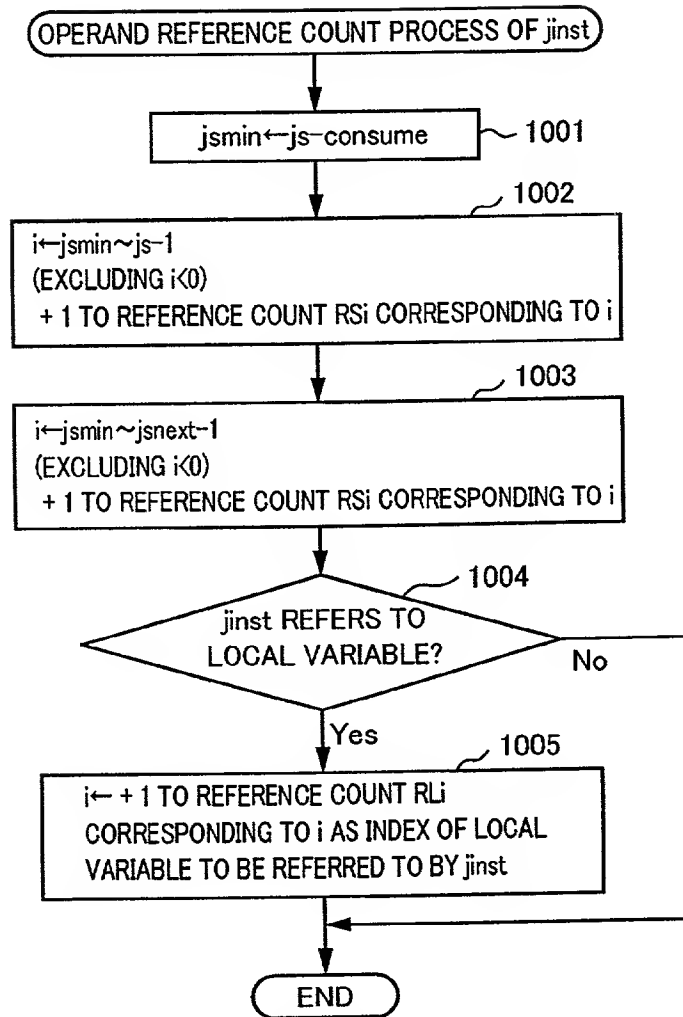 OPERAND REFERENCE COUNT PROCESS OF jinst
jsmin←js-consume
1001
1002
i←jsmin~js-1
(EXCLUDING i<0)
+ 1 TO REFERENCE COUNT RSi CORRESPONDING TO i
1003
i←jsmin~jsnext-1
(EXCLUDING i<0)
+ 1 TO REFERENCE COUNT RSi CORRESPONDING TO i
1004
jinst REFERS TO
LOCAL VARIABLE?
No
Yes
1005
i← + 1 TO REFERENCE COUNT RLi
CORRESPONDING TO i AS INDEX OF LOCAL
VARIABLE TO BE REFERRED TO BY jinst
END